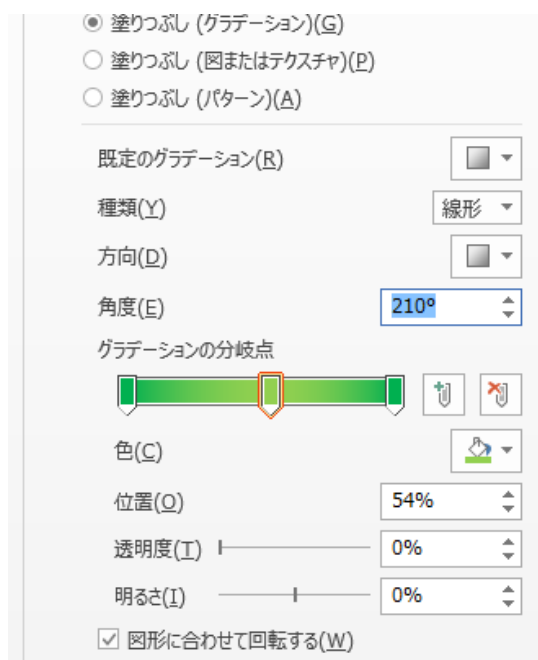 塗りつぶし (グラデーション)(G)
塗りつぶし (図またはテクスチャ)(P)
塗りつぶし (パターン)(A)
既定のグラデーション(R)
種類(Y) 線形
方向(D)
角度(E) 210°
グラデーションの分岐点
色(C)
位置(O) 54%
透明度(T) 0%
明るさ(I) 0%
図形に合わせて回転する(W)